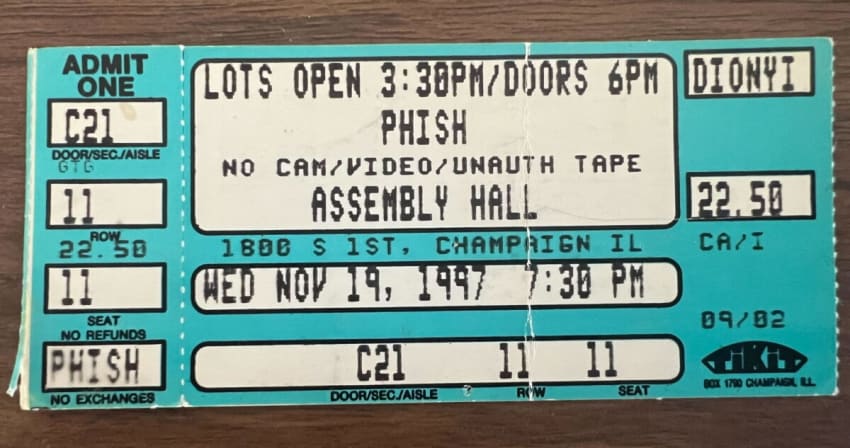 ADMIT
ONE
C21
DOOR/SEC./AISLE
GTG
11
ROW
22.50
11
SEAT
NO REFUNDS
PHISH
NO EXCHANGES
LOTS OPEN 3:30PM/DOORS 6PM
PHISH
NO CAM/VIDEO/UNAUTH TAPE
ASSEMBLY HALL
1800 S 1ST, CHAMPAIGN IL
WED NOV 19, 1997 7:30 PM
C21 11 11
DOOR/SEC./AISLE ROW SEAT
DIONYI
22.50
CA/I
09/02
TIKIT
BOX 1790 CHAMPAIGN, ILL.